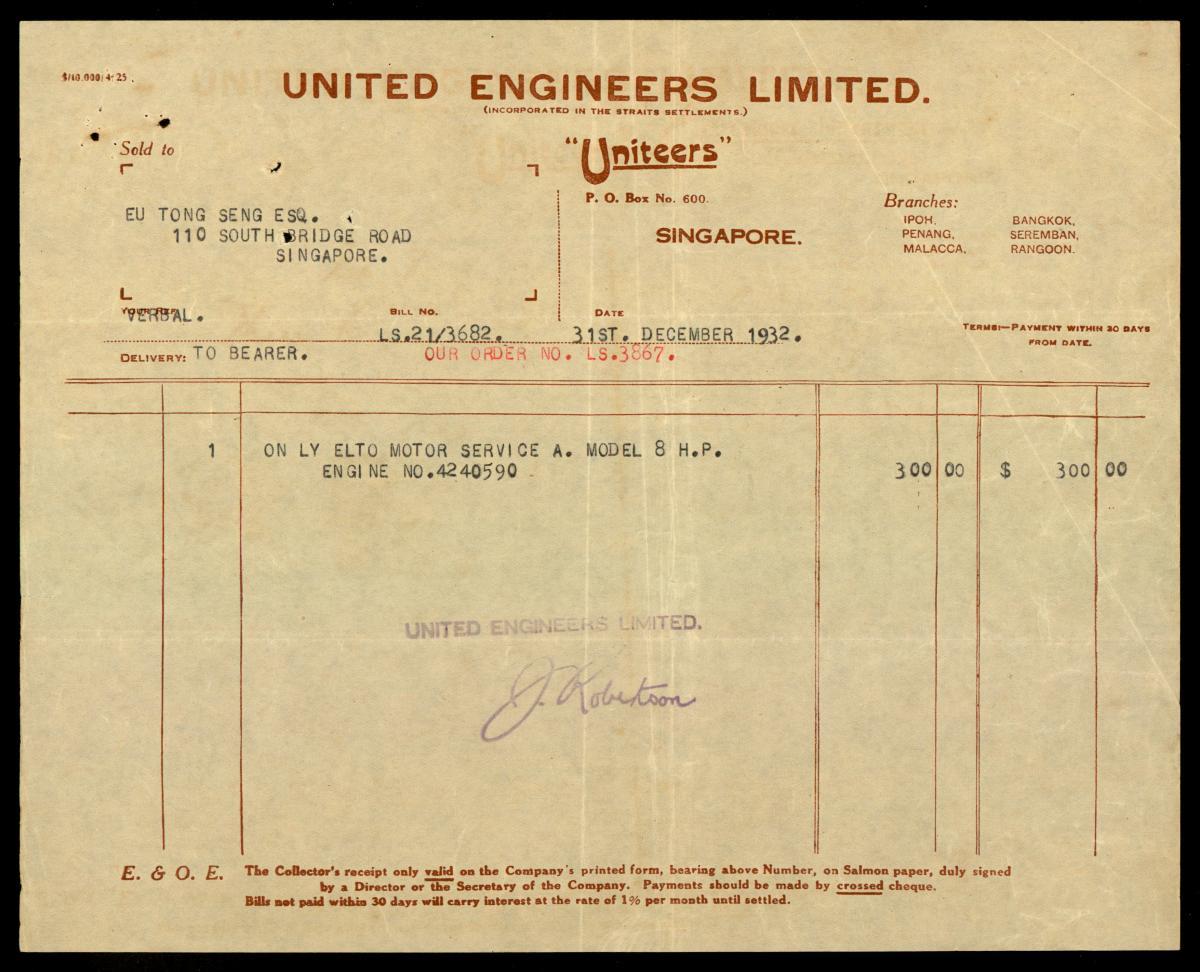 $/10.000/4-25.
UNITED ENGINEERS LIMITED.
(INCORPORATED IN THE STRAITS SETTLEMENTS.)
Sold to
"Uniteers"
EU TONG SENG ESQ.
110 SOUTH BRIDGE ROAD
SINGAPORE.
P. O. Box No. 600.
SINGAPORE.
Branches:
IPOH, BANGKOK,
PENANG, SEREMBAN,
MALACCA, RANGOON.
YOUR REF.
VERBAL.
BILL NO.
LS.21/3682.
DATE
31ST. DECEMBER 1932.
TERMS:—PAYMENT WITHIN 30 DAYS
FROM DATE.
DELIVERY: TO BEARER.
OUR ORDER NO. LS.3867.
1 ON LY ELTO MOTOR SERVICE A. MODEL 8 H.P.
ENGINE NO.4240590 300 00 $ 300 00
UNITED ENGINEERS LIMITED.
J. Robertson
E. & O. E. The Collector's receipt only valid on the Company's printed form, bearing above Number, on Salmon paper, duly signed
by a Director or the Secretary of the Company. Payments should be made by crossed cheque.
Bills not paid within 30 days will carry interest at the rate of 1% per month until settled.